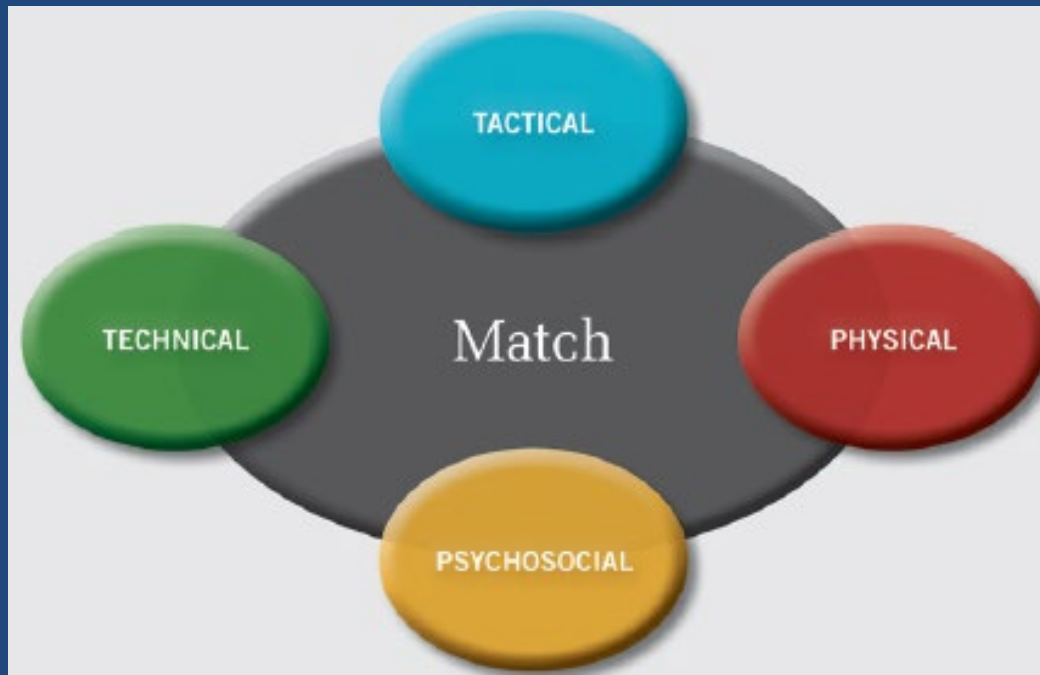 TACTICAL
TECHNICAL
Match
PHYSICAL
PSYCHOSOCIAL